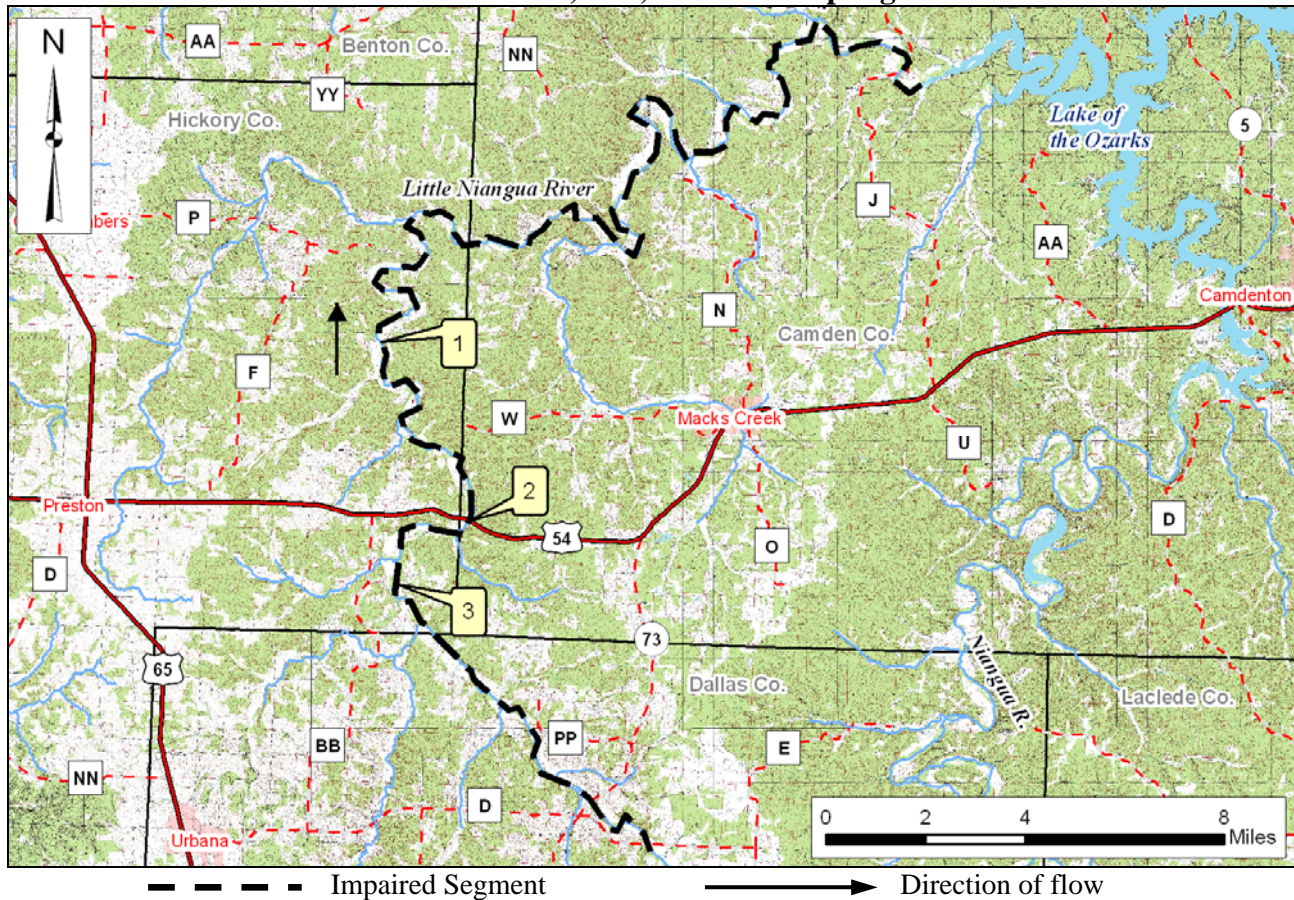 N
AA
Benton Co.
NN
YY
Hickory Co.
Lake of
the Ozarks
5
Little Niangua River
P
bers
J
AA
N
Camdenton
1
Camden Co.
F
W
Macks Creek
U
2
Preston
54
D
O
D
3
73
65
Niangua R.
Dallas Co.
Laclede Co.
BB
PP
E
NN
D
Urbana
0 2 4 8
Miles
Impaired Segment
Direction of flow